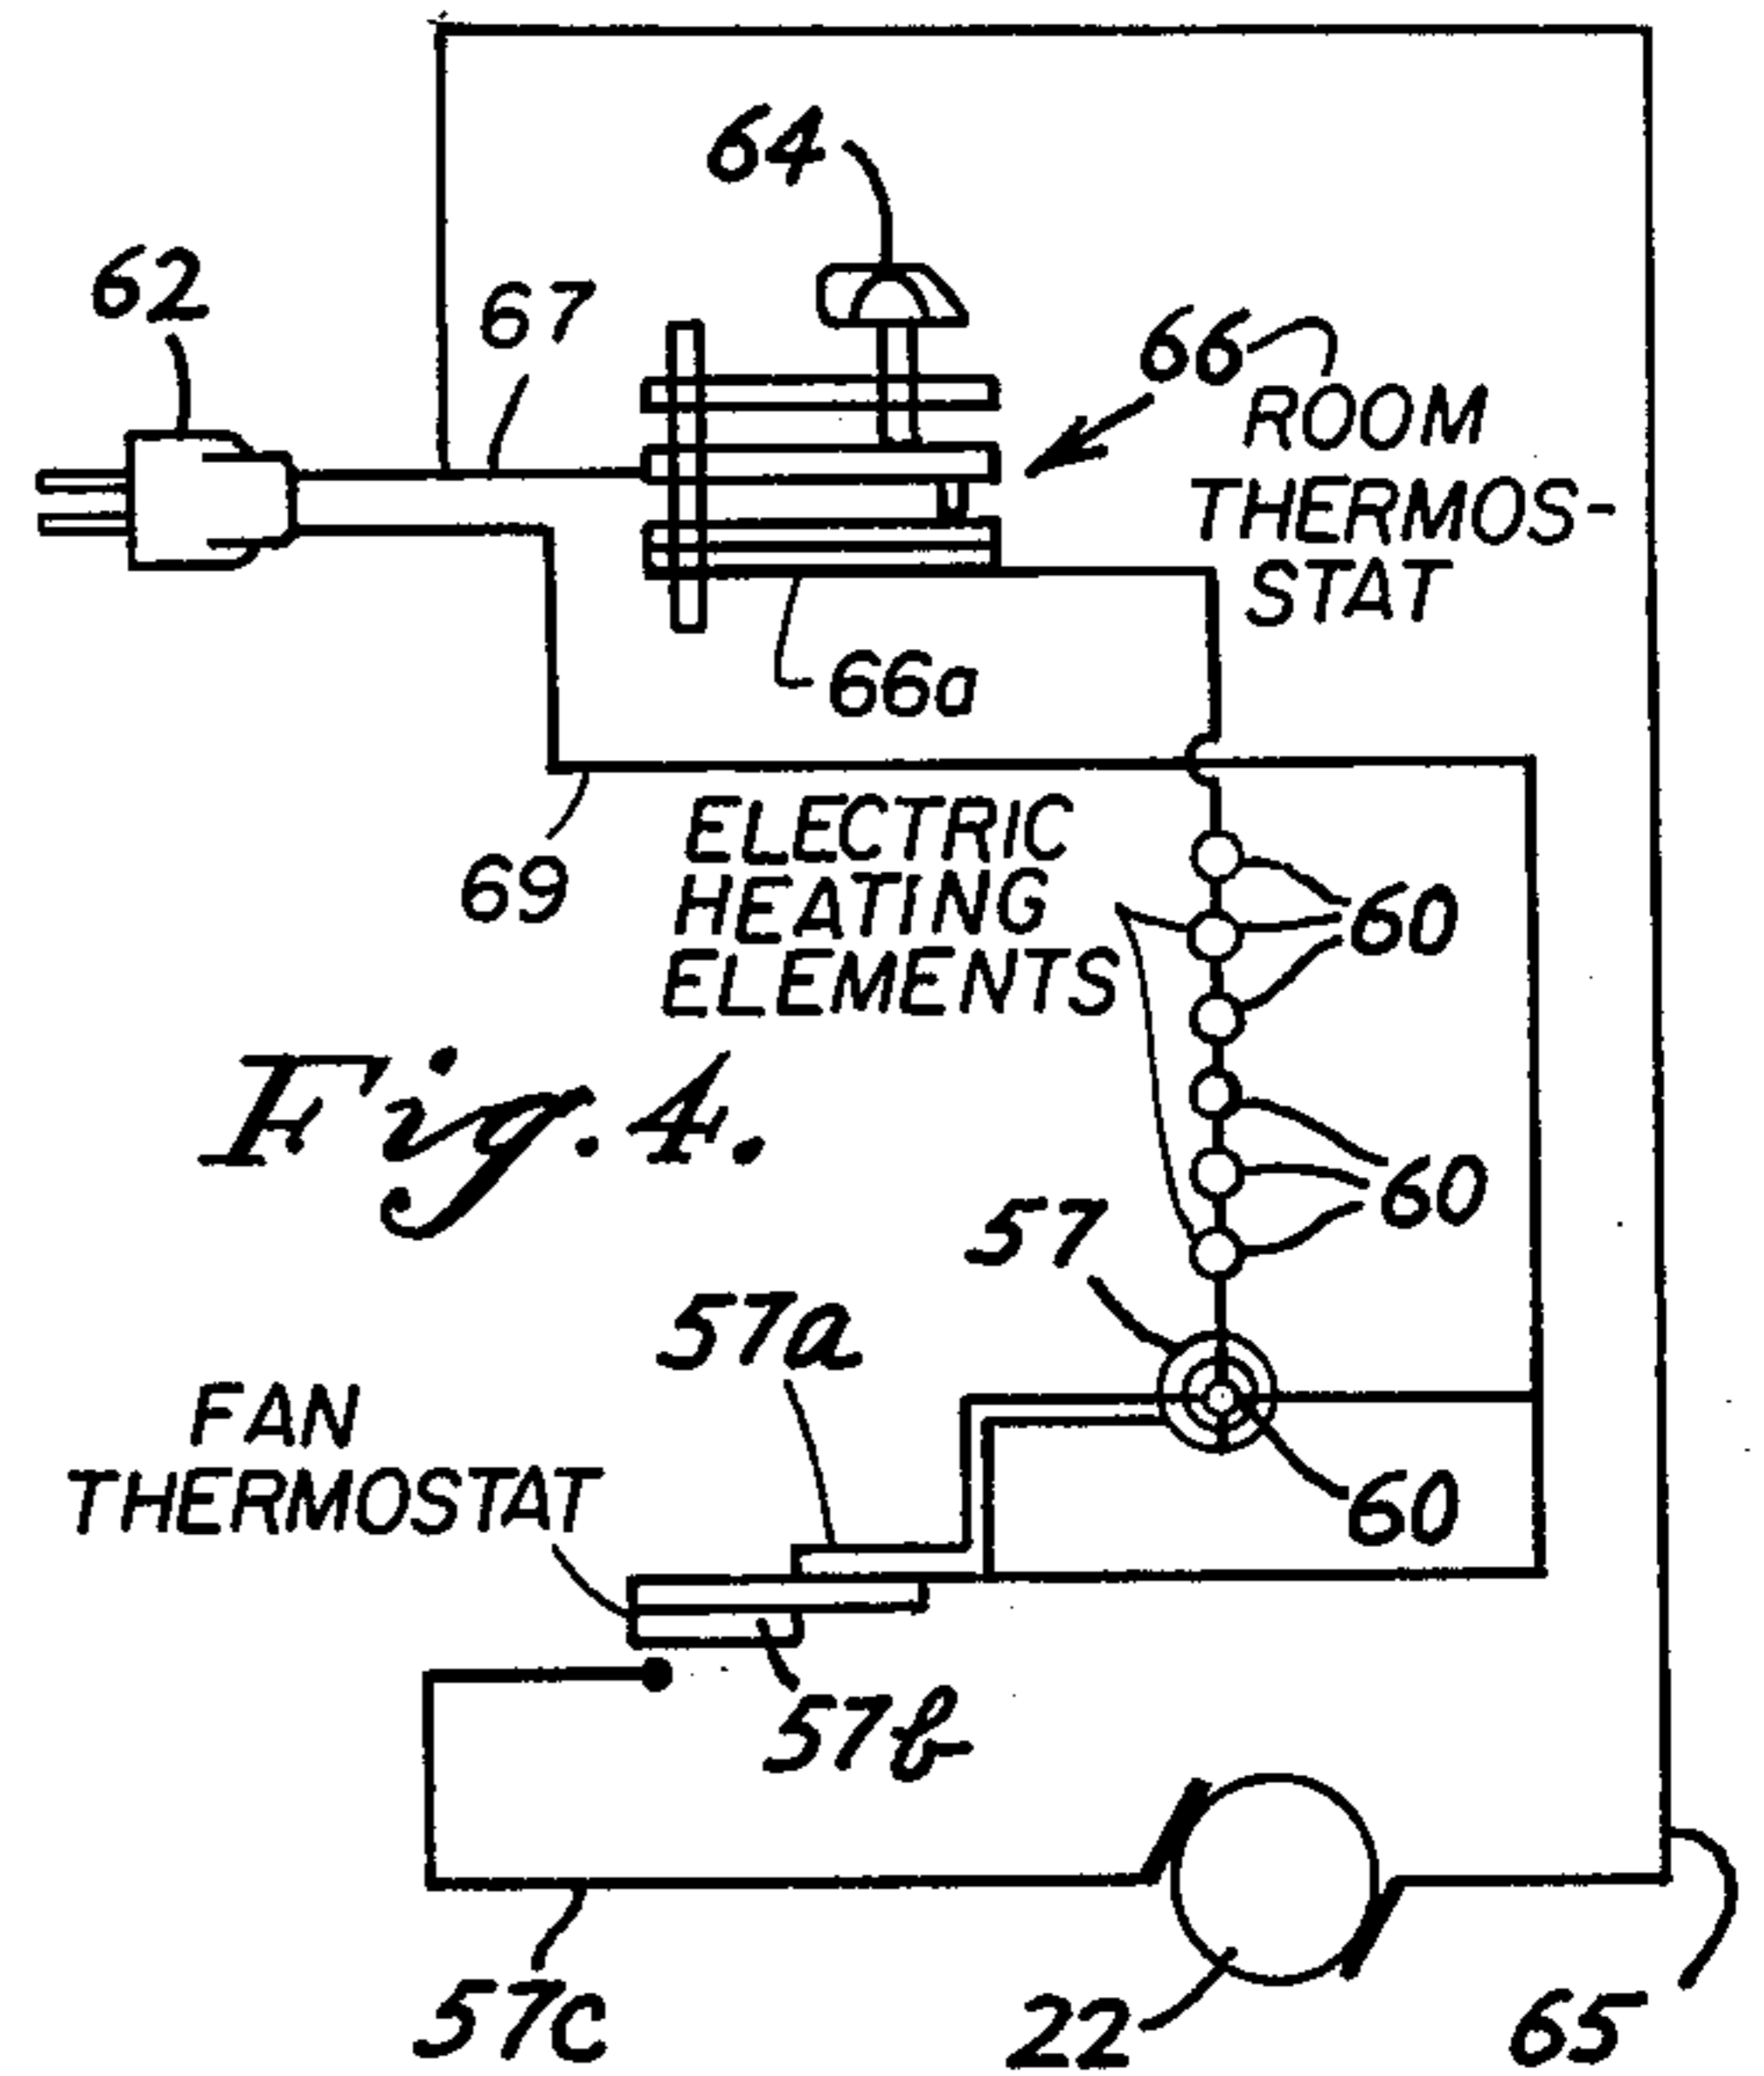 64
62
67
66
ROOM
THERMOS-
STAT
66a
69
ELECTRIC
HEATING
ELEMENTS
60
Fig. 4.
60
57
57a
FAN
THERMOSTAT
60
57b
57c
22
65